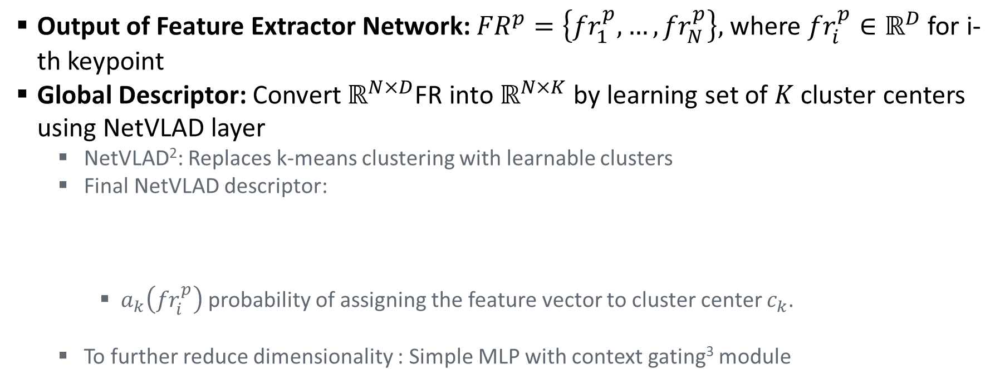 ▪ Output of Feature Extractor Network: $FR^p = \{fr_1^p, \ldots, fr_N^p\}$, where $fr_i^p \in \mathbb{R}^D$ for i-
th keypoint
▪ Global Descriptor: Convert $\mathbb{R}^{N \times D}$FR into $\mathbb{R}^{N \times K}$ by learning set of $K$ cluster centers
using NetVLAD layer
▪ NetVLAD²: Replaces k-means clustering with learnable clusters
▪ Final NetVLAD descriptor:
▪ $a_k(fr_i^p)$ probability of assigning the feature vector to cluster center $c_k$.
▪ To further reduce dimensionality : Simple MLP with context gating³ module